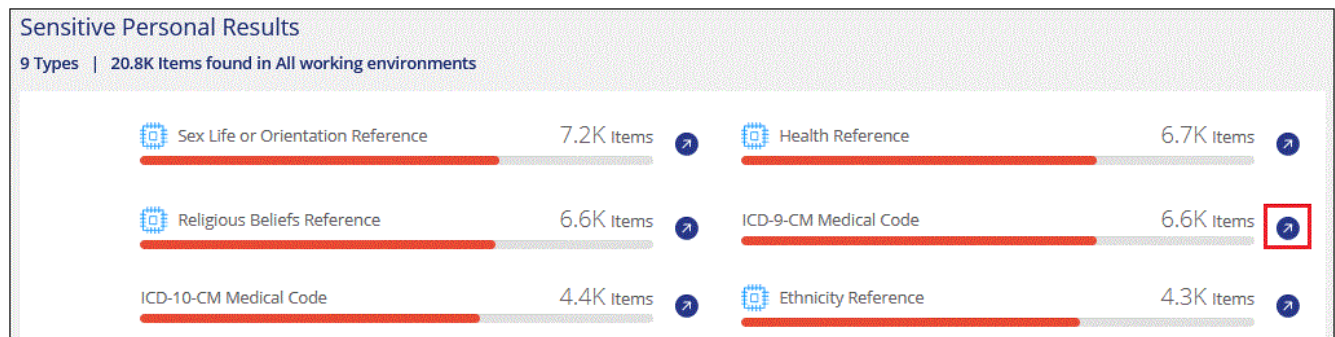 Sensitive Personal Results
9 Types | 20.8K Items found in All working environments
Sex Life or Orientation Reference 7.2K Items
Health Reference 6.7K Items
Religious Beliefs Reference 6.6K Items
ICD-9-CM Medical Code 6.6K Items
ICD-10-CM Medical Code 4.4K Items
Ethnicity Reference 4.3K Items